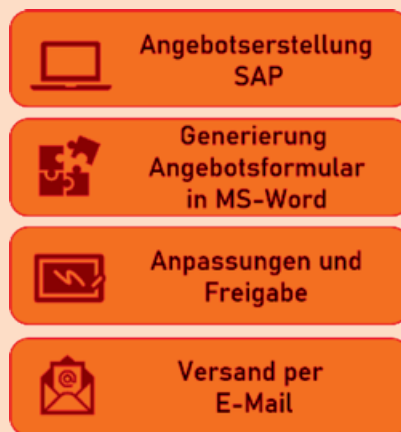 Angebotserstellung
SAP
Generierung
Angebotsformular
in MS-Word
Anpassungen und
Freigabe
@
Versand per
E-Mail